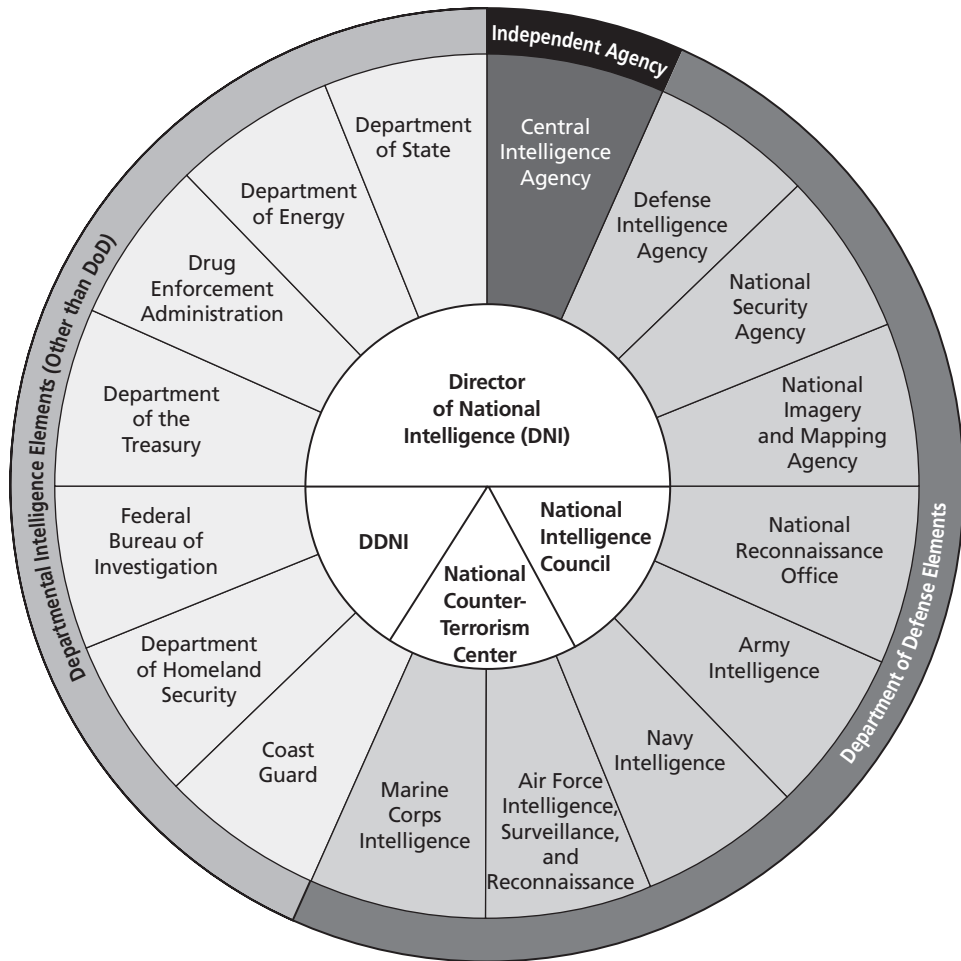 Independent Agency
Central
Intelligence
Agency
Defense
Intelligence
Agency
National
Security
Agency
National
Imagery
and Mapping
Agency
National
Reconnaissance
Office
Army
Intelligence
Navy
Intelligence
Air Force
Intelligence,
Surveillance,
and
Reconnaissance
Marine
Corps
Intelligence
Department of Defense Elements
Coast
Guard
Department
of Homeland
Security
Federal
Bureau of
Investigation
Department
of the
Treasury
Drug
Enforcement
Administration
Department
of Energy
Department
of State
Departmental Intelligence Elements (Other than DoD)
Director
of National
Intelligence (DNI)
DDNI
National
Counter-
Terrorism
Center
National
Intelligence
Council